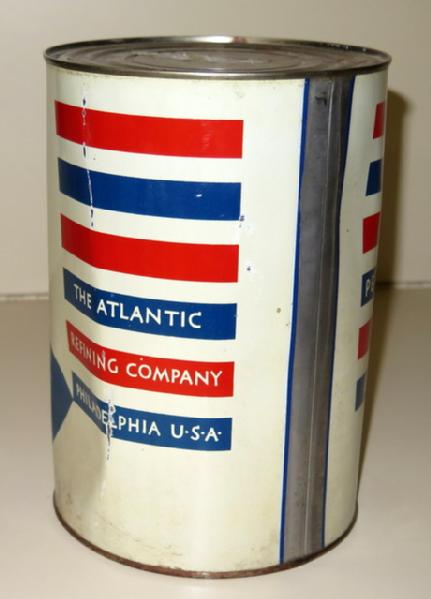 THE ATLANTIC
REFINING COMPANY
PHILADELPHIA U·S·A·